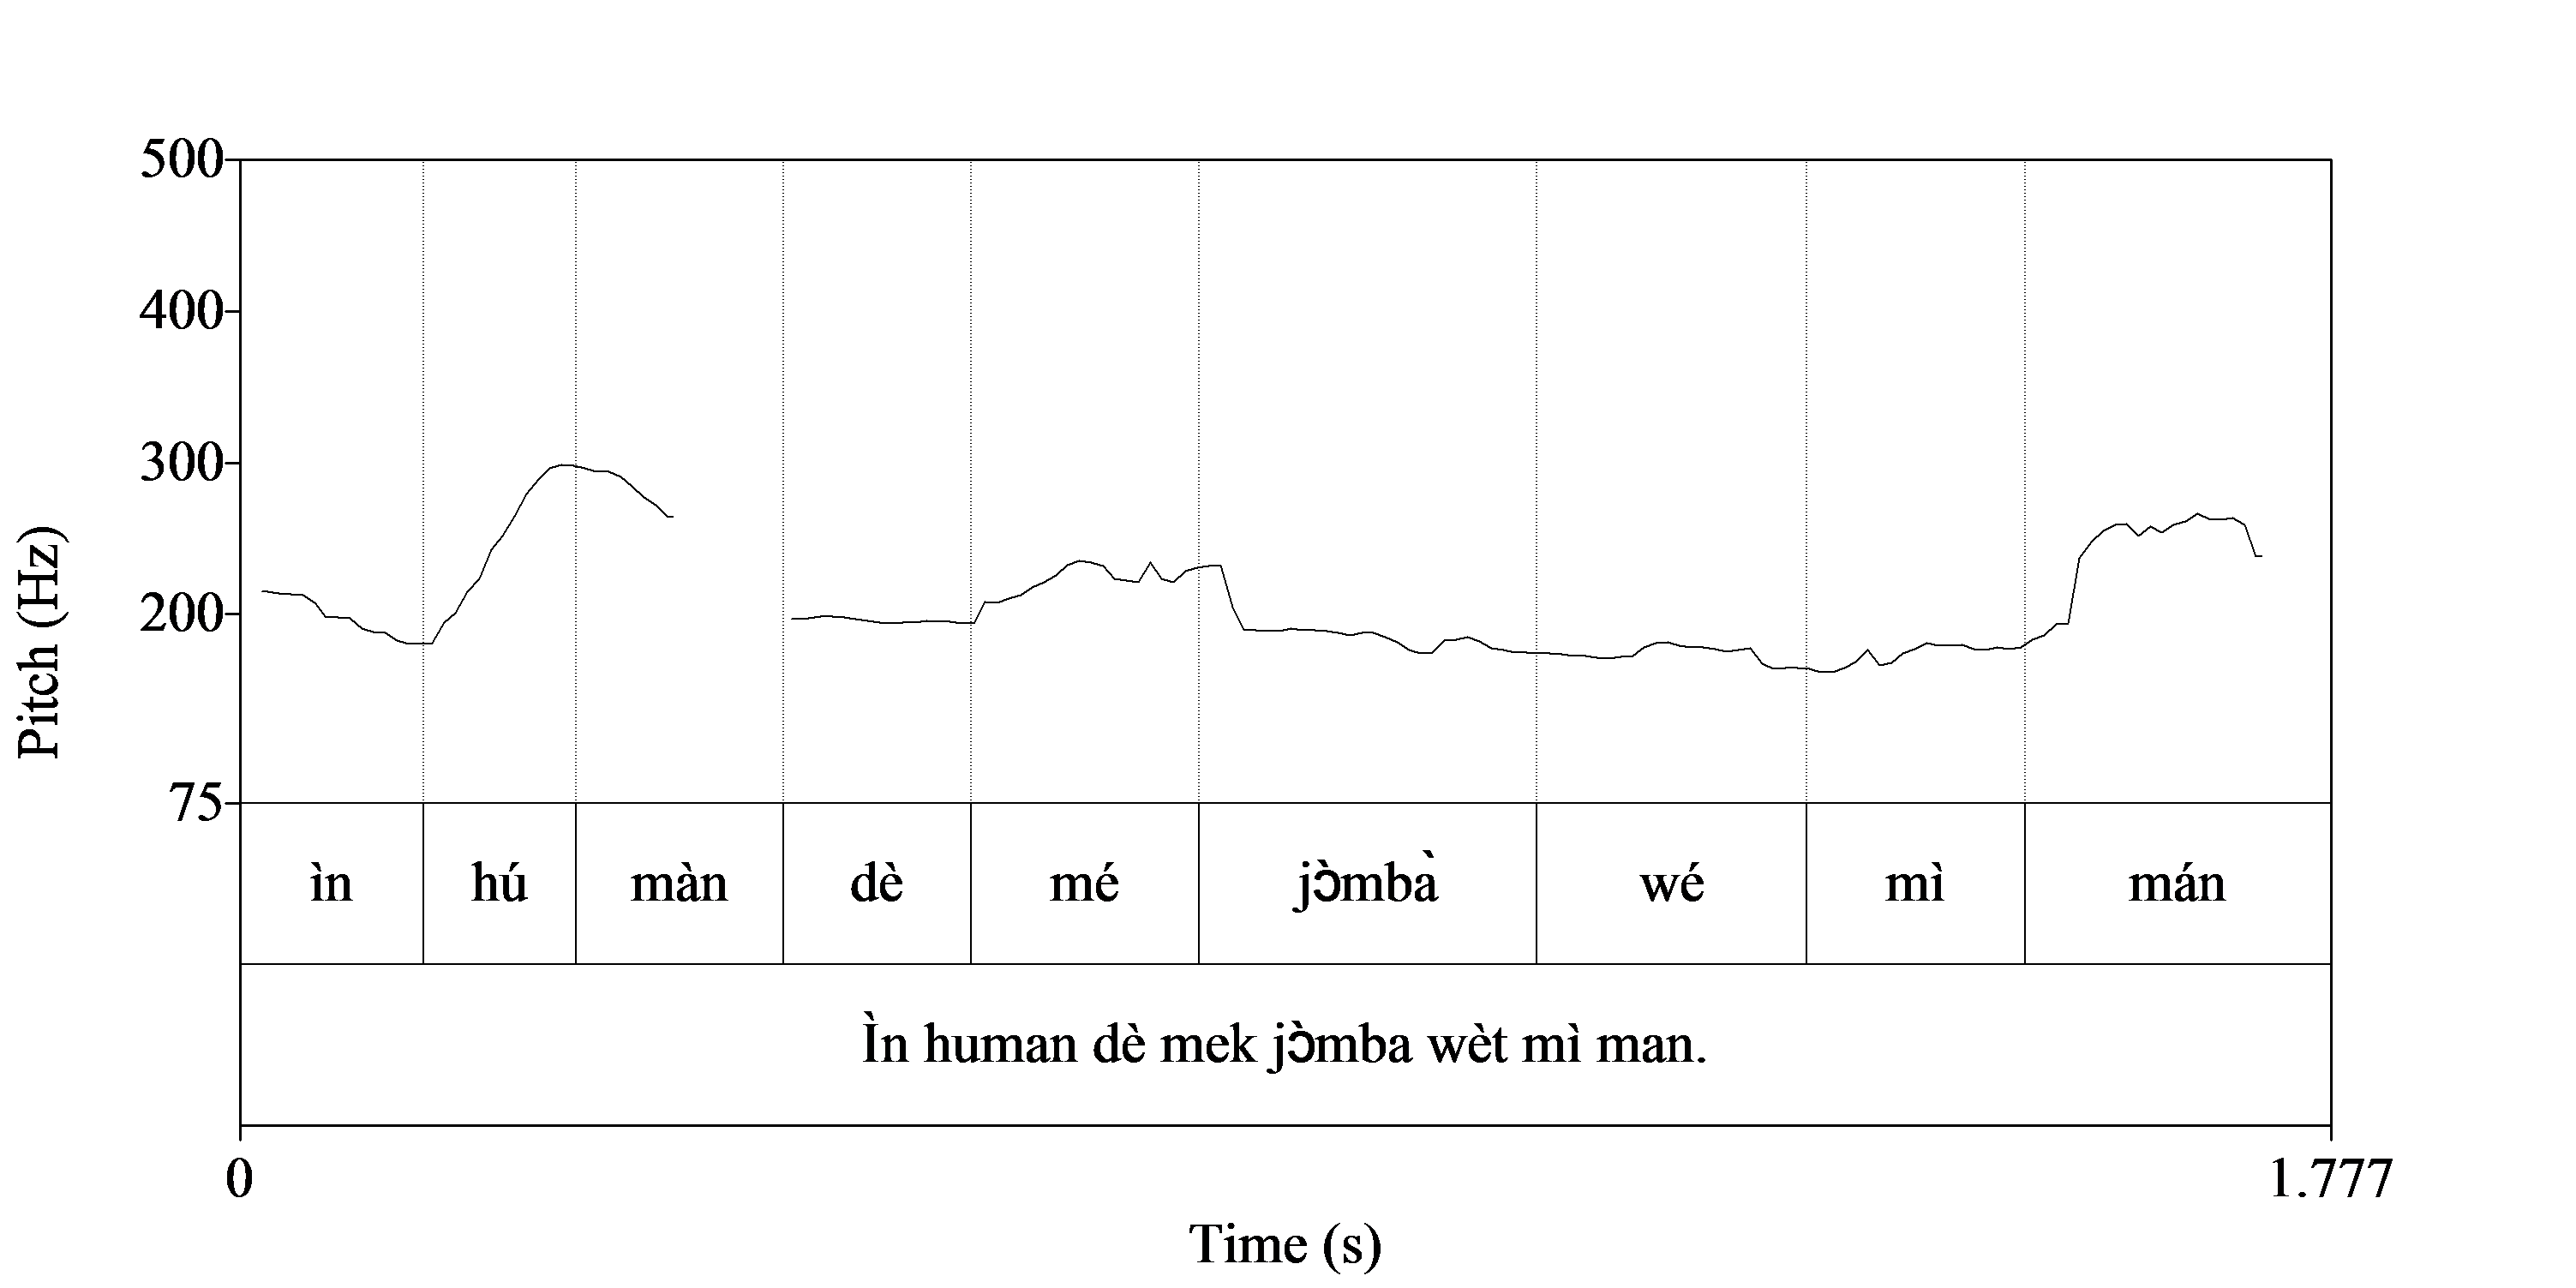 500
400
300
200
75
Pitch (Hz)
ìn hú màn dè mé jɔ̀mbà wé mì mán
Ìn human dè mek jɔ̀mba wèt mì man.
0 1.777
Time (s)